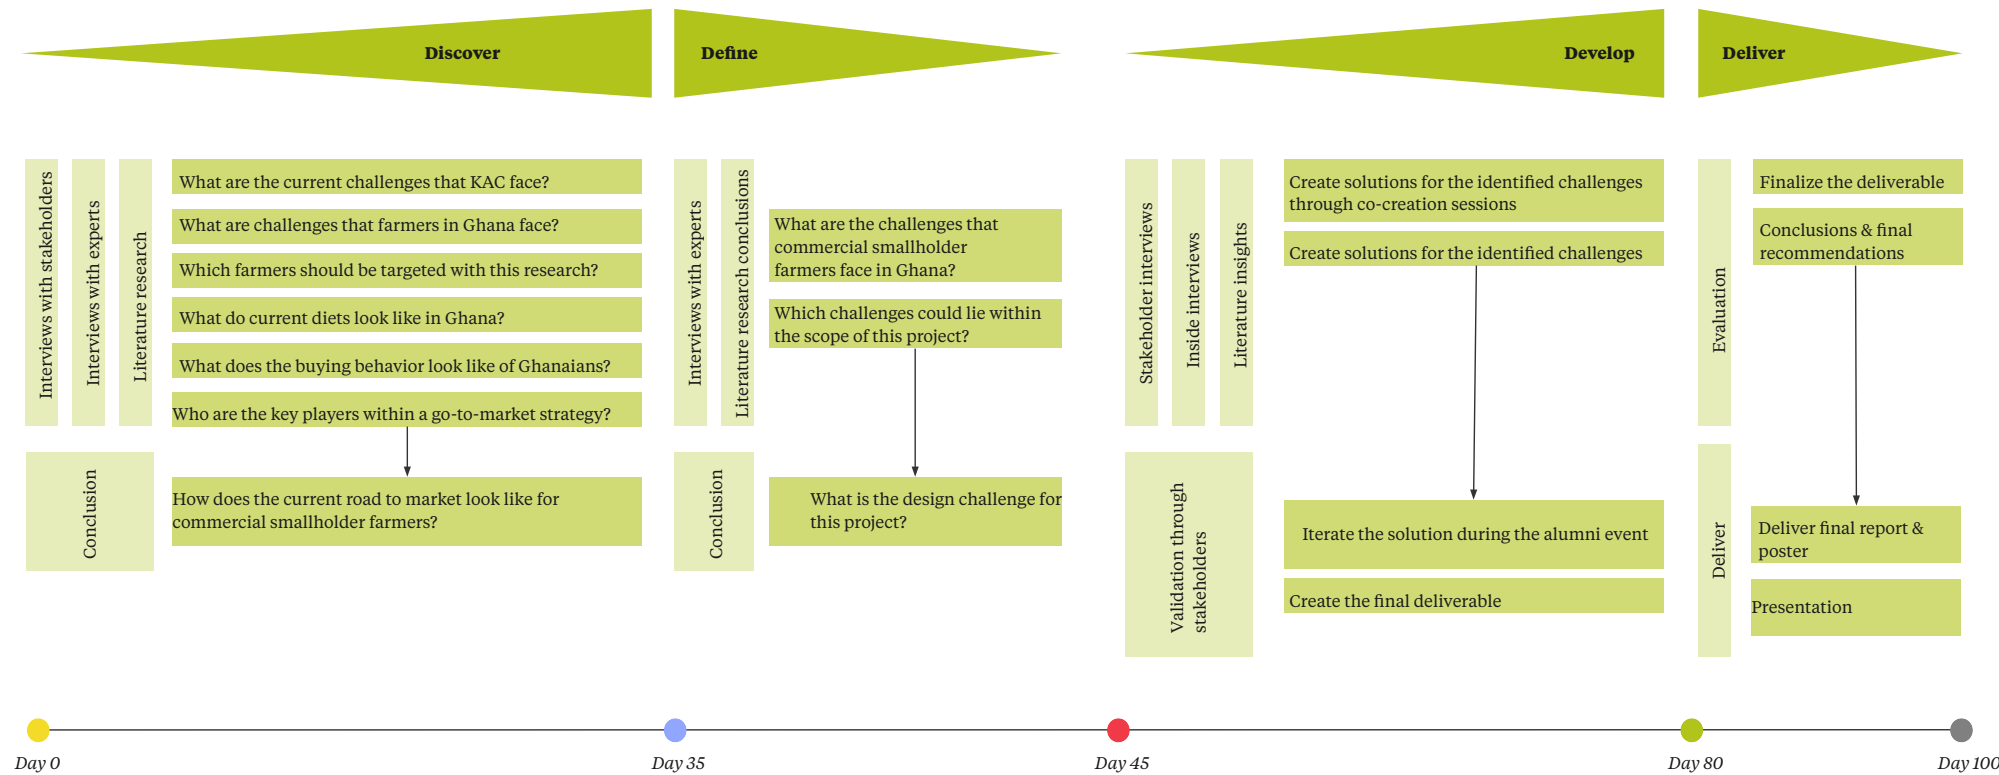 Discover
Define
Develop
Deliver
Interviews with stakeholders
Interviews with experts
Literature research
What are the current challenges that KAC face?
What are challenges that farmers in Ghana face?
Which farmers should be targeted with this research?
What do current diets look like in Ghana?
What does the buying behavior look like of Ghanaians?
Who are the key players within a go-to-market strategy?
Conclusion
How does the current road to market look like for
commercial smallholder farmers?
Interviews with experts
Literature research conclusions
What are the challenges that
commercial smallholder
farmers face in Ghana?
Which challenges could lie within
the scope of this project?
Conclusion
What is the design challenge for
this project?
Stakeholder interviews
Inside interviews
Literature insights
Create solutions for the identified challenges
through co-creation sessions
Create solutions for the identified challenges
Validation through
stakeholders
Iterate the solution during the alumni event
Create the final deliverable
Evaluation
Finalize the deliverable
Conclusions & final
recommendations
Deliver
Deliver final report &
poster
Presentation
Day 0
Day 35
Day 45
Day 80
Day 100